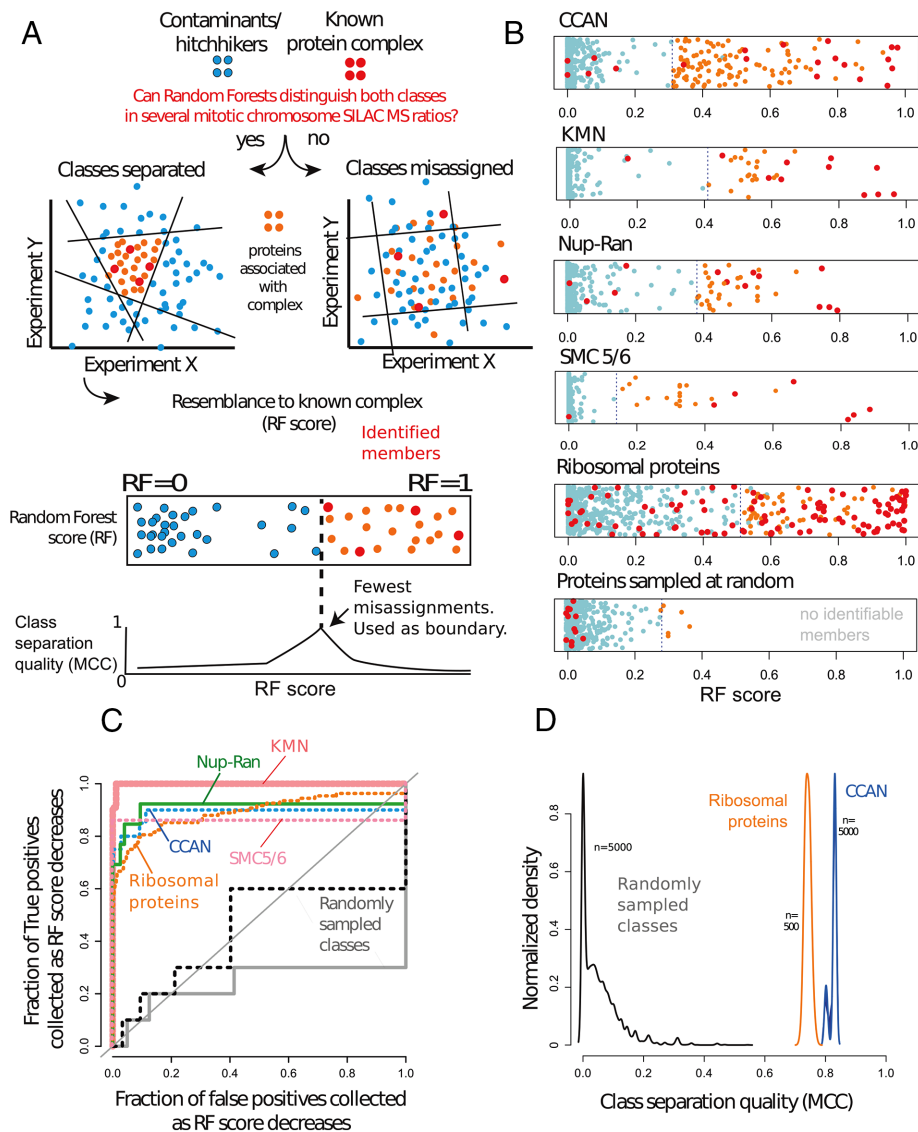 A
Contaminants/
hitchhikers
Known
protein complex
Can Random Forests distinguish both classes
in several mitotic chromosome SILAC MS ratios?
yes
no
Classes separated
Classes misassigned
proteins
associated
with
complex
Experiment Y
Experiment X
Experiment Y
Experiment X
Resemblance to known complex
(RF score)
Identified
members
RF=0
RF=1
Random Forest
score (RF)
Fewest
misassignments.
Used as boundary.
Class
separation
quality (MCC)
1
0
RF score
B
CCAN
0.0 0.2 0.4 0.6 0.8 1.0
KMN
0.0 0.2 0.4 0.6 0.8 1.0
Nup-Ran
0.0 0.2 0.4 0.6 0.8 1.0
SMC 5/6
0.0 0.2 0.4 0.6 0.8 1.0
Ribosomal proteins
0.0 0.2 0.4 0.6 0.8 1.0
Proteins sampled at random
no identifiable
members
0.0 0.2 0.4 0.6 0.8 1.0
RF score
C
KMN
Nup-Ran
CCAN
SMC5/6
Ribosomal
proteins
Randomly
sampled
classes
Fraction of True positives
collected as RF score decreases
1.0
0.8
0.6
0.4
0.2
0.0
0.0 0.2 0.4 0.6 0.8 1.0
Fraction of false positives collected
as RF score decreases
D
Ribosomal
proteins
CCAN
n=
5000
n=5000
Randomly
sampled
classes
n=
500
Normalized density
0.8
0.6
0.4
0.2
0
0.0 0.2 0.4 0.6 0.8 1.0
Class separation quality (MCC)